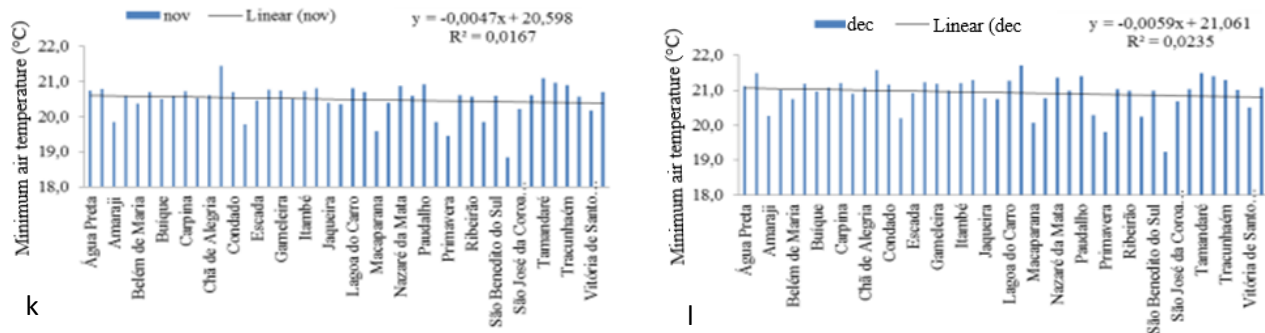 nov
Linear (nov)
y = -0,0047x + 20,598
R² = 0,0167
Minimum air temperature (°C)
22,0
21,0
20,0
19,0
18,0
Água Preta
Amaraji
Belém de Maria
Buíque
Carpina
Chã de Alegria
Condado
Escada
Gameleira
Itambé
Jaqueira
Lagoa do Carro
Macaparana
Nazaré da Mata
Paudalho
Primavera
Ribeirão
São Benedito do Sul
São José da Coroa...
Tamandaré
Tracunhaém
Vitória de Santo...
k
dec
Linear (dec
y = -0,0059x + 21,061
R² = 0,0235
Minimum air temperature (°C)
22,0
21,0
20,0
19,0
18,0
Água Preta
Amaraji
Belém de Maria
Buíque
Carpina
Chã de Alegria
Condado
Escada
Gameleira
Itambé
Jaqueira
Lagoa do Carro
Macaparana
Nazaré da Mata
Paudalho
Primavera
Ribeirão
São Benedito do Sul
São José da Coroa...
Tamandaré
Tracunhaém
Vitória de Santo...
l